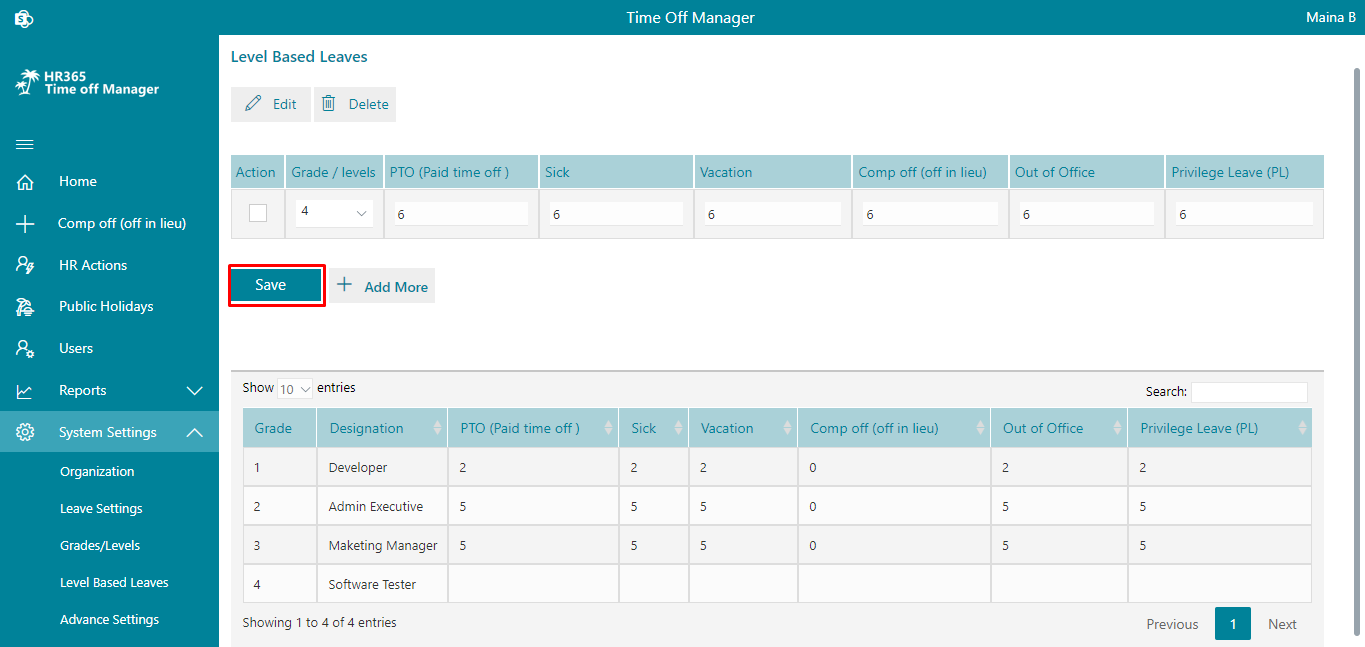 Time Off Manager
Maina B
HR365
Time off Manager
Home
Comp off (off in lieu)
HR Actions
Public Holidays
Users
Reports
System Settings
Organization
Leave Settings
Grades/Levels
Level Based Leaves
Advance Settings
Level Based Leaves
Edit Delete
Action Grade / levels PTO (Paid time off ) Sick Vacation Comp off (off in lieu) Out of Office Privilege Leave (PL)
4 6 6 6 6 6 6
Save Add More
Show 10 entries
Search:
Grade Designation PTO (Paid time off ) Sick Vacation Comp off (off in lieu) Out of Office Privilege Leave (PL)
1 Developer 2 2 2 0 2 2
2 Admin Executive 5 5 5 0 5 5
3 Maketing Manager 5 5 5 0 5 5
4 Software Tester
Showing 1 to 4 of 4 entries
Previous 1 Next